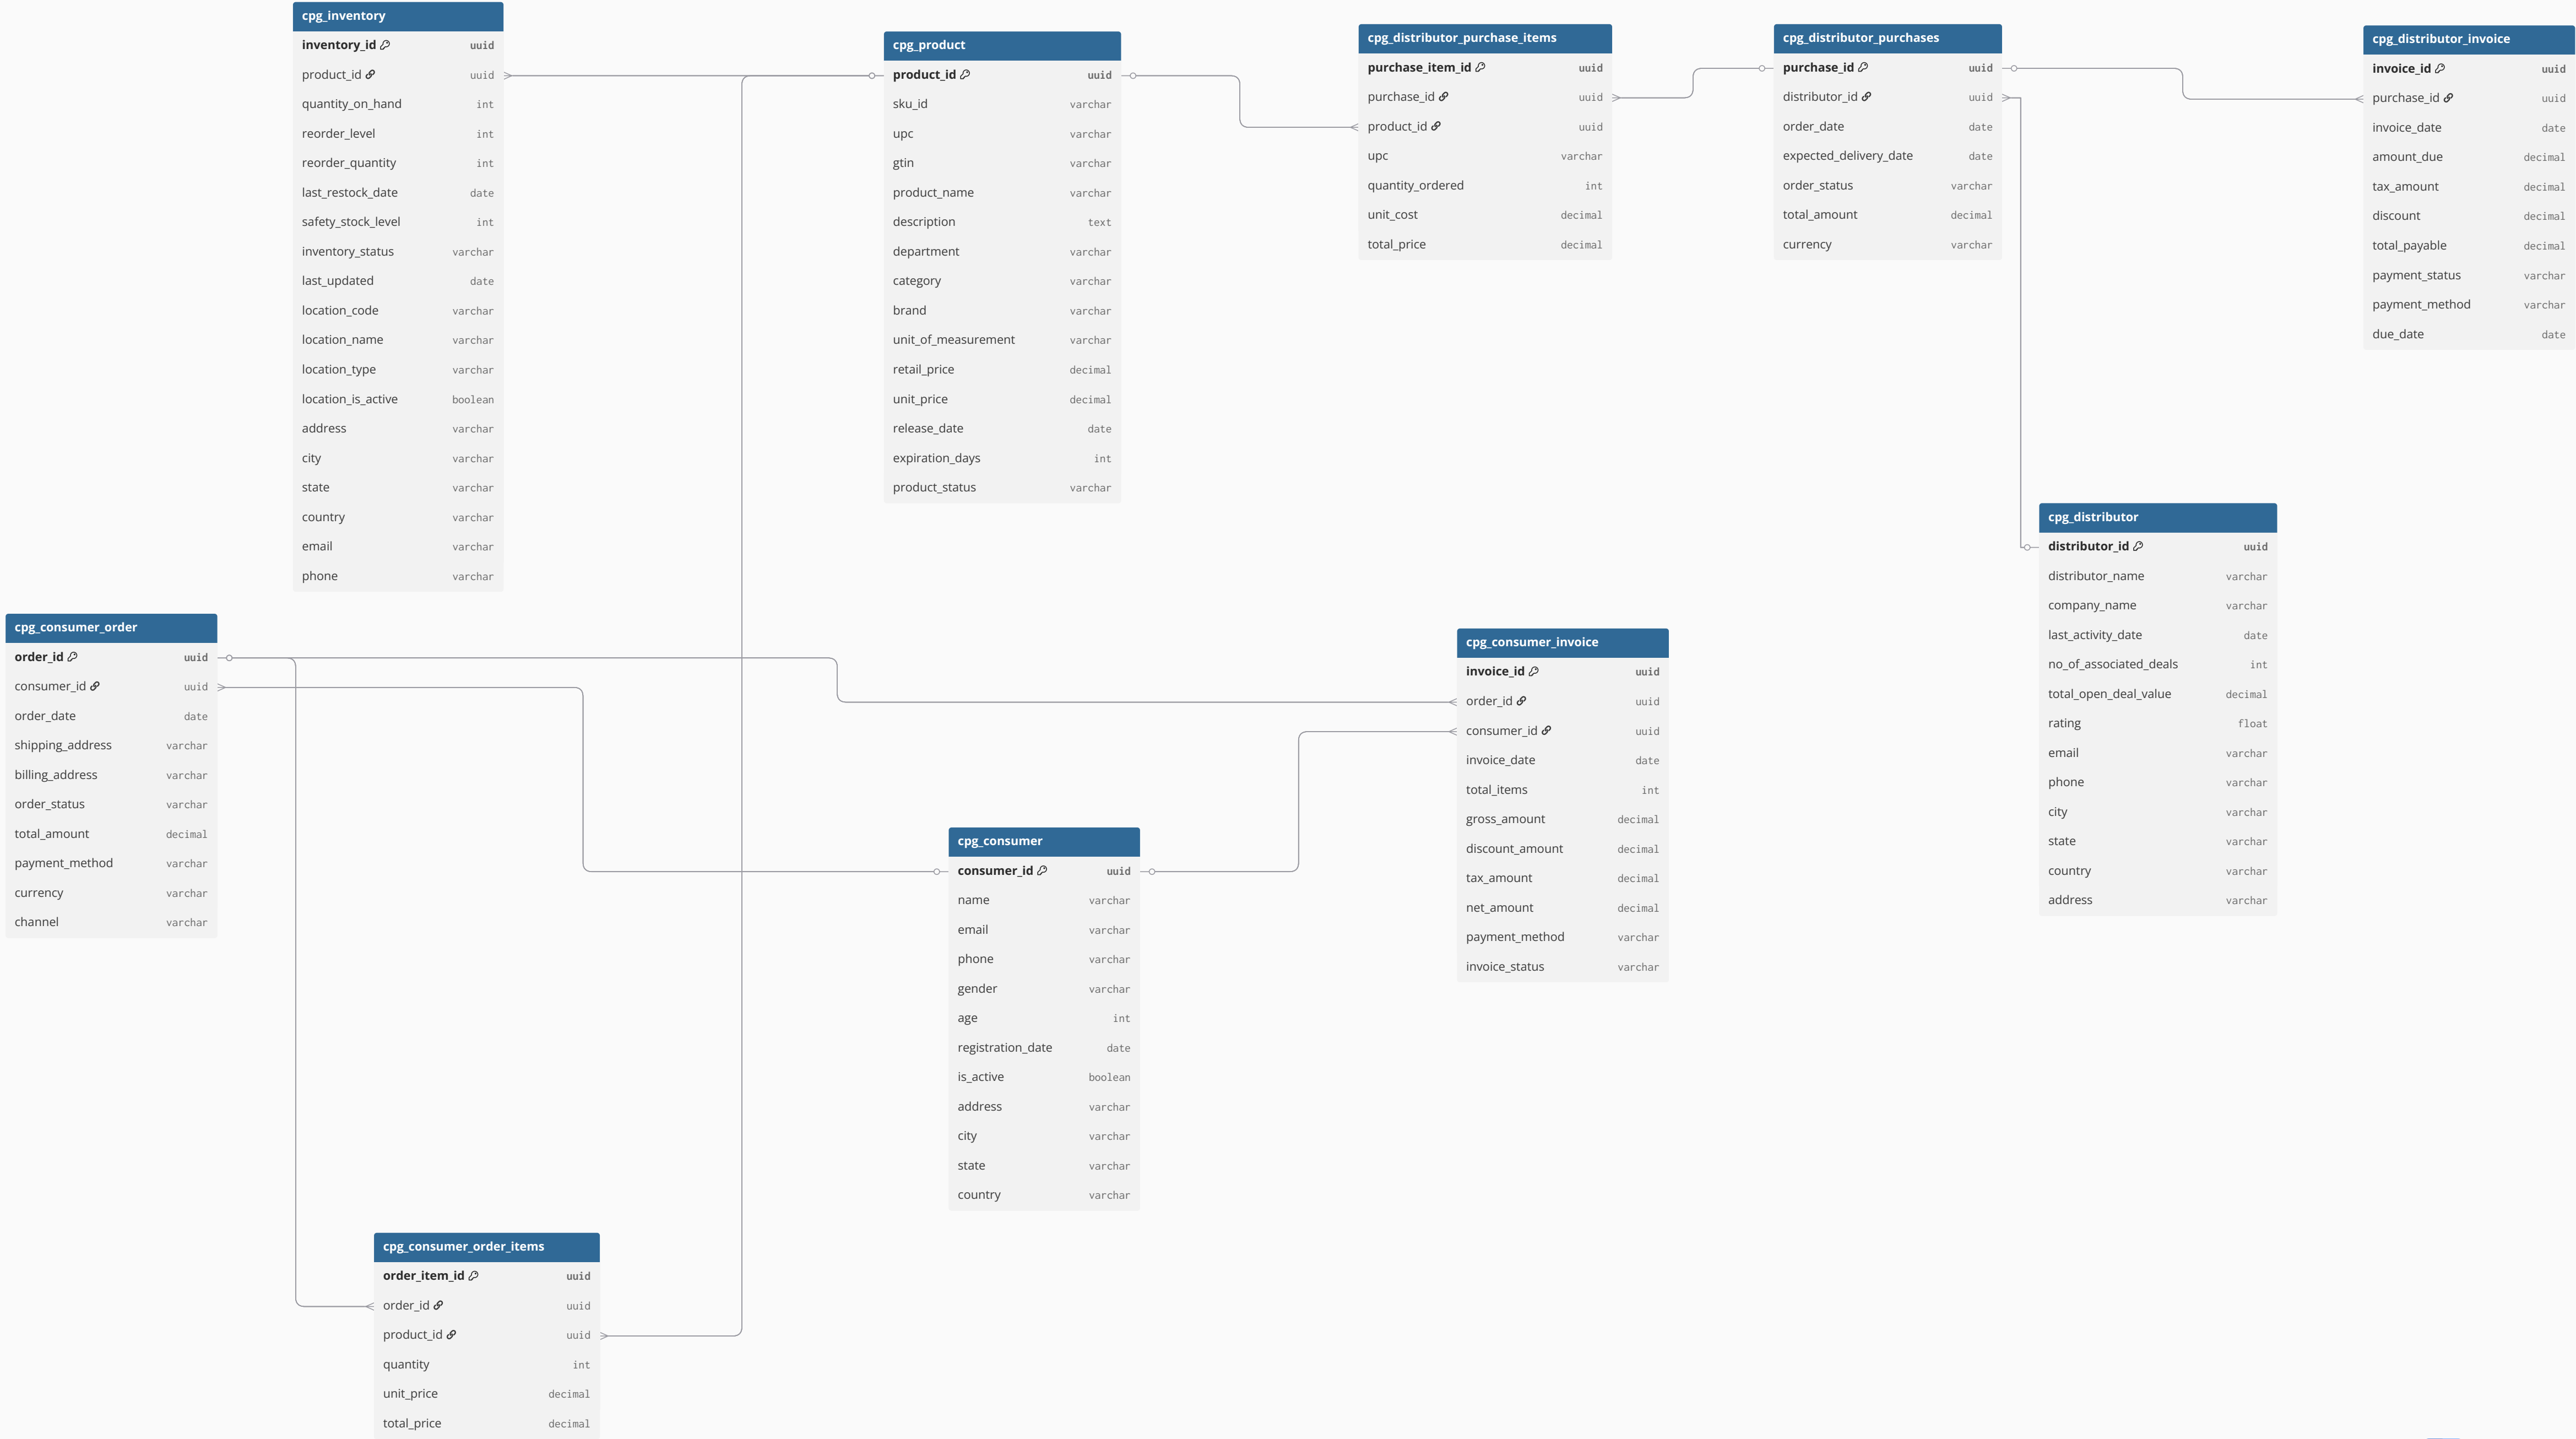 cpg_inventory
inventory_id uuid
product_id uuid
quantity_on_hand int
reorder_level int
reorder_quantity int
last_restock_date date
safety_stock_level int
inventory_status varchar
last_updated date
location_code varchar
location_name varchar
location_type varchar
location_is_active boolean
address varchar
city varchar
state varchar
country varchar
email varchar
phone varchar
cpg_product
product_id uuid
sku_id varchar
upc varchar
gtin varchar
product_name varchar
description text
department varchar
category varchar
brand varchar
unit_of_measurement varchar
retail_price decimal
unit_price decimal
release_date date
expiration_days int
product_status varchar
cpg_distributor_purchase_items
purchase_item_id uuid
purchase_id uuid
product_id uuid
upc varchar
quantity_ordered int
unit_cost decimal
total_price decimal
cpg_distributor_purchases
purchase_id uuid
distributor_id uuid
order_date date
expected_delivery_date date
order_status varchar
total_amount decimal
currency varchar
cpg_distributor_invoice
invoice_id uuid
purchase_id uuid
invoice_date date
amount_due decimal
tax_amount decimal
discount decimal
total_payable decimal
payment_status varchar
payment_method varchar
due_date date
cpg_distributor
distributor_id uuid
distributor_name varchar
company_name varchar
last_activity_date date
no_of_associated_deals int
total_open_deal_value decimal
rating float
email varchar
phone varchar
city varchar
state varchar
country varchar
address varchar
cpg_consumer_order
order_id uuid
consumer_id uuid
order_date date
shipping_address varchar
billing_address varchar
order_status varchar
total_amount decimal
payment_method varchar
currency varchar
channel varchar
cpg_consumer_invoice
invoice_id uuid
order_id uuid
consumer_id uuid
invoice_date date
total_items int
gross_amount decimal
discount_amount decimal
tax_amount decimal
net_amount decimal
payment_method varchar
invoice_status varchar
cpg_consumer
consumer_id uuid
name varchar
email varchar
phone varchar
gender varchar
age int
registration_date date
is_active boolean
address varchar
city varchar
state varchar
country varchar
cpg_consumer_order_items
order_item_id uuid
order_id uuid
product_id uuid
quantity int
unit_price decimal
total_price decimal